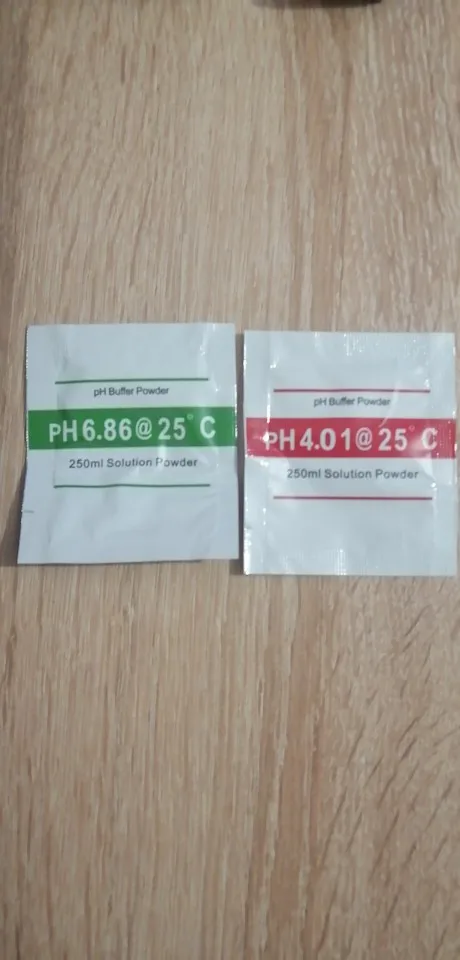 pH Buffer Powder
PH 6.86@ 25°C
250ml Solution Powder
pH Buffer Powder
PH 4.01@ 25°C
250ml Solution Powder